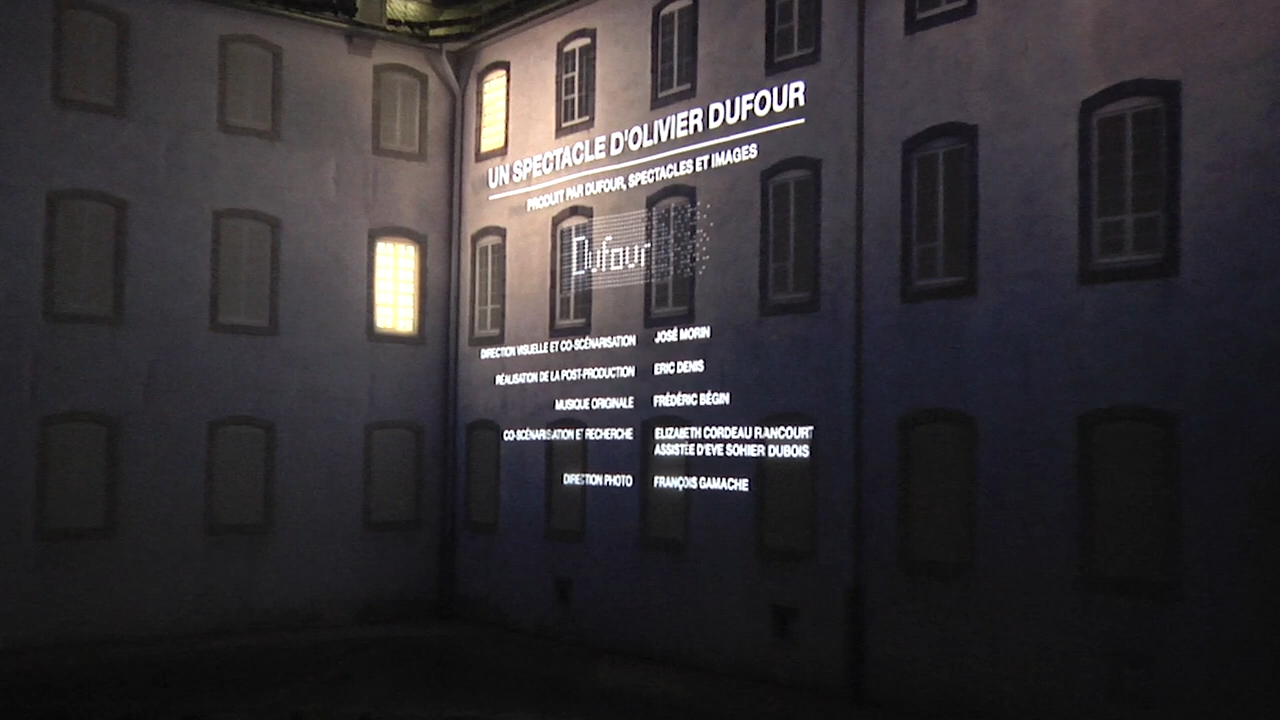 UN SPECTACLE D'OLIVIER DUFOUR
PRODUIT PAR DUFOUR, SPECTACLES ET IMAGES
Dufour
DIRECTION VISUELLE ET CO-SCÉNARISATION JOSÉ MORIN
RÉALISATION DE LA POST-PRODUCTION ERIC DENIS
MUSIQUE ORIGINALE FRÉDÉRIC BÉGIN
CO-SCÉNARISATION ET RECHERCHE ELIZABETH CORDEAU RANCOURT
ASSISTÉE D'EVE SOHIER DUBOIS
DIRECTION PHOTO FRANÇOIS GAMACHE